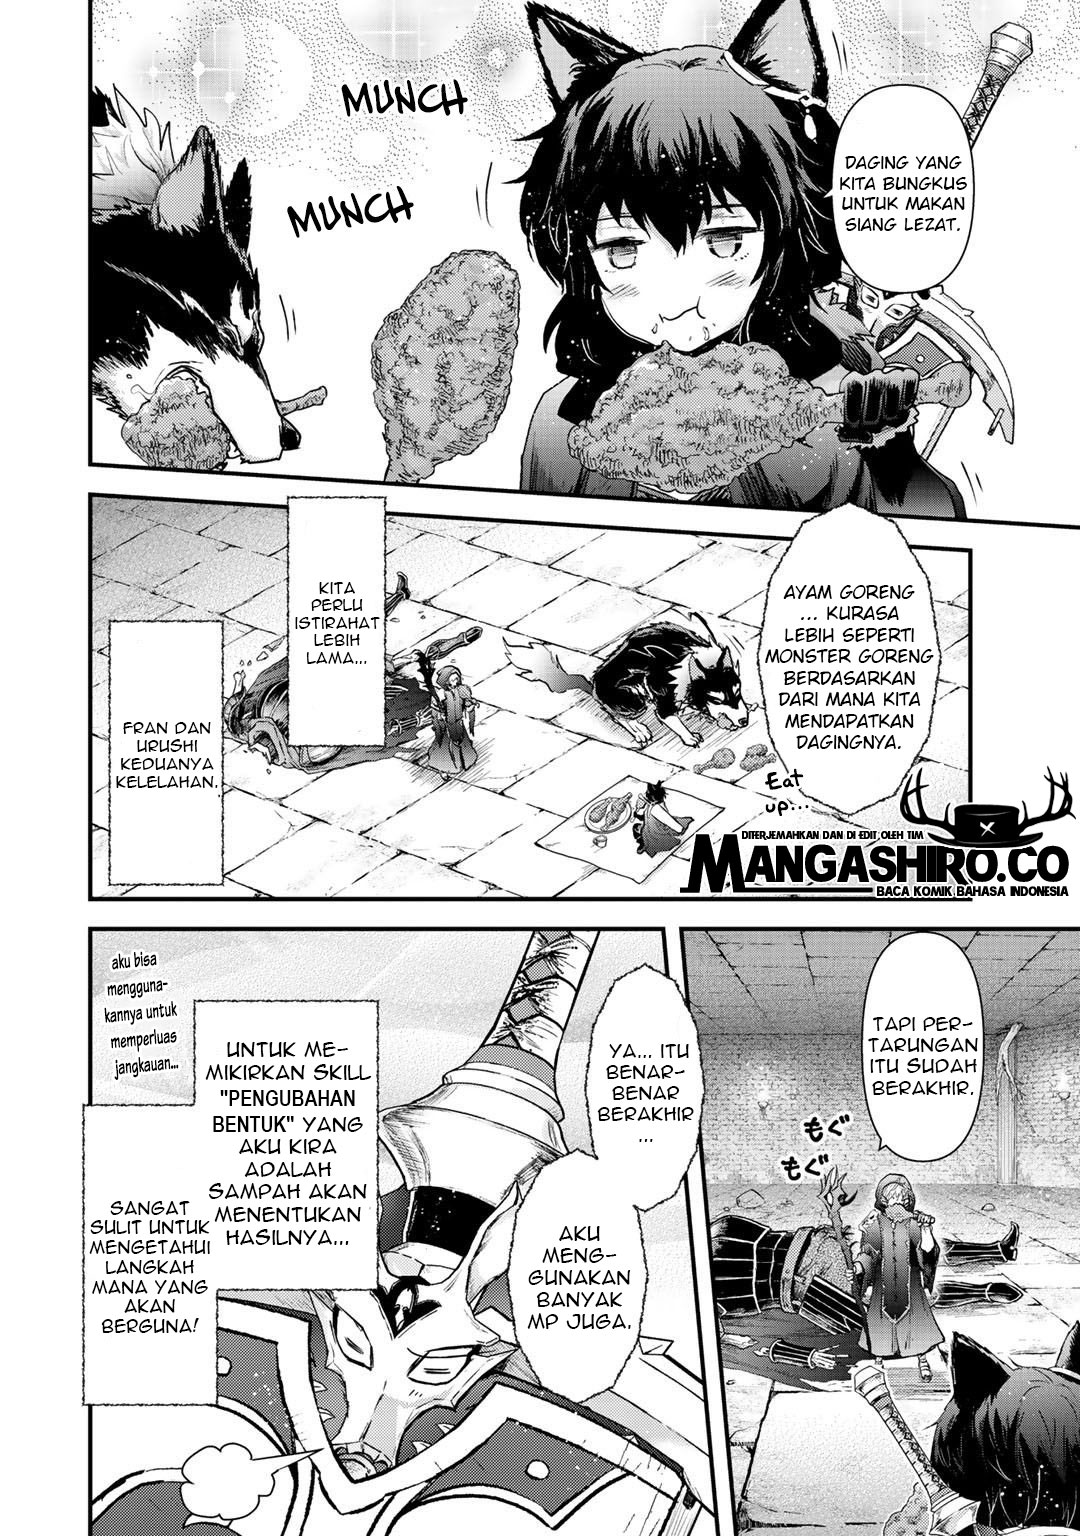 DAGING YANG
KITA BUNGKUS
UNTUK MAKAN
SIANG LEZAT.
MUNCH
MUNCH
AYAM GORENG
... KURASA
LEBIH SEPERTI
MONSTER GORENG
BERDASARKAN
DARI MANA KITA
MENDAPATKAN
DAGINGNYA.
Eat
up...
KITA
PERLU
ISTIRAHAT
LEBIH
LAMA...
FRAN DAN
URUSHI
KEDUANYA
KELELAHAN.
DITERJEMAHKAN DAN DI EDIT OLEH TIM
MANGASHIRO.CO
BACA KOMIK BAHASA INDONESIA
TAPI PER-
TARUNGAN
ITU SUDAH
BERAKHIR.
もぐ
もぐ
YA... ITU
BENAR-
BENAR
BERAKHIR
...
AKU
MENG-
GUNAKAN
BANYAK
MP JUGA.
UNTUK ME-
MIKIRKAN SKILL
"PENGUBAHAN
BENTUK" YANG
AKU KIRA
ADALAH
SAMPAH AKAN
MENENTUKAN
HASILNYA...
aku bisa
mengguna-
kannya untuk
memperluas
jangkauan...
SANGAT
SULIT UNTUK
MENGETAHUI
LANGKAH
MANA YANG
AKAN
BERGUNA!